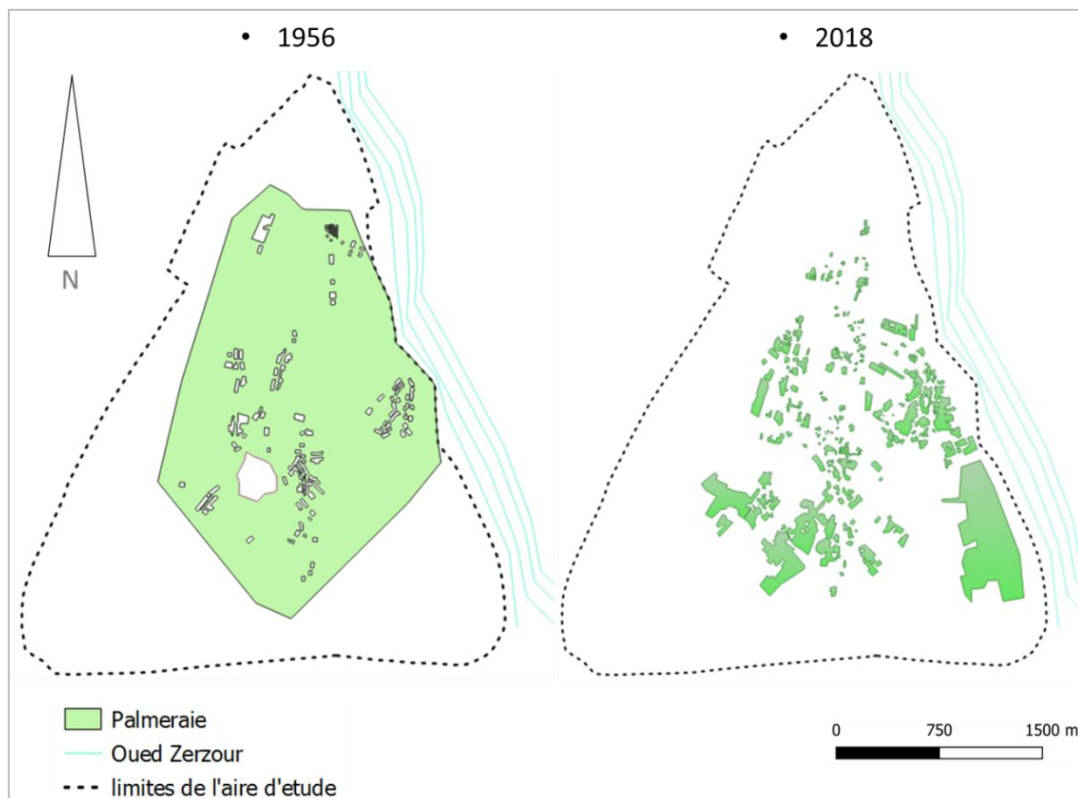 • 1956
• 2018
N
Palmeraie
Oued Zerzour
limites de l'aire d'etude
0 750 1500 m